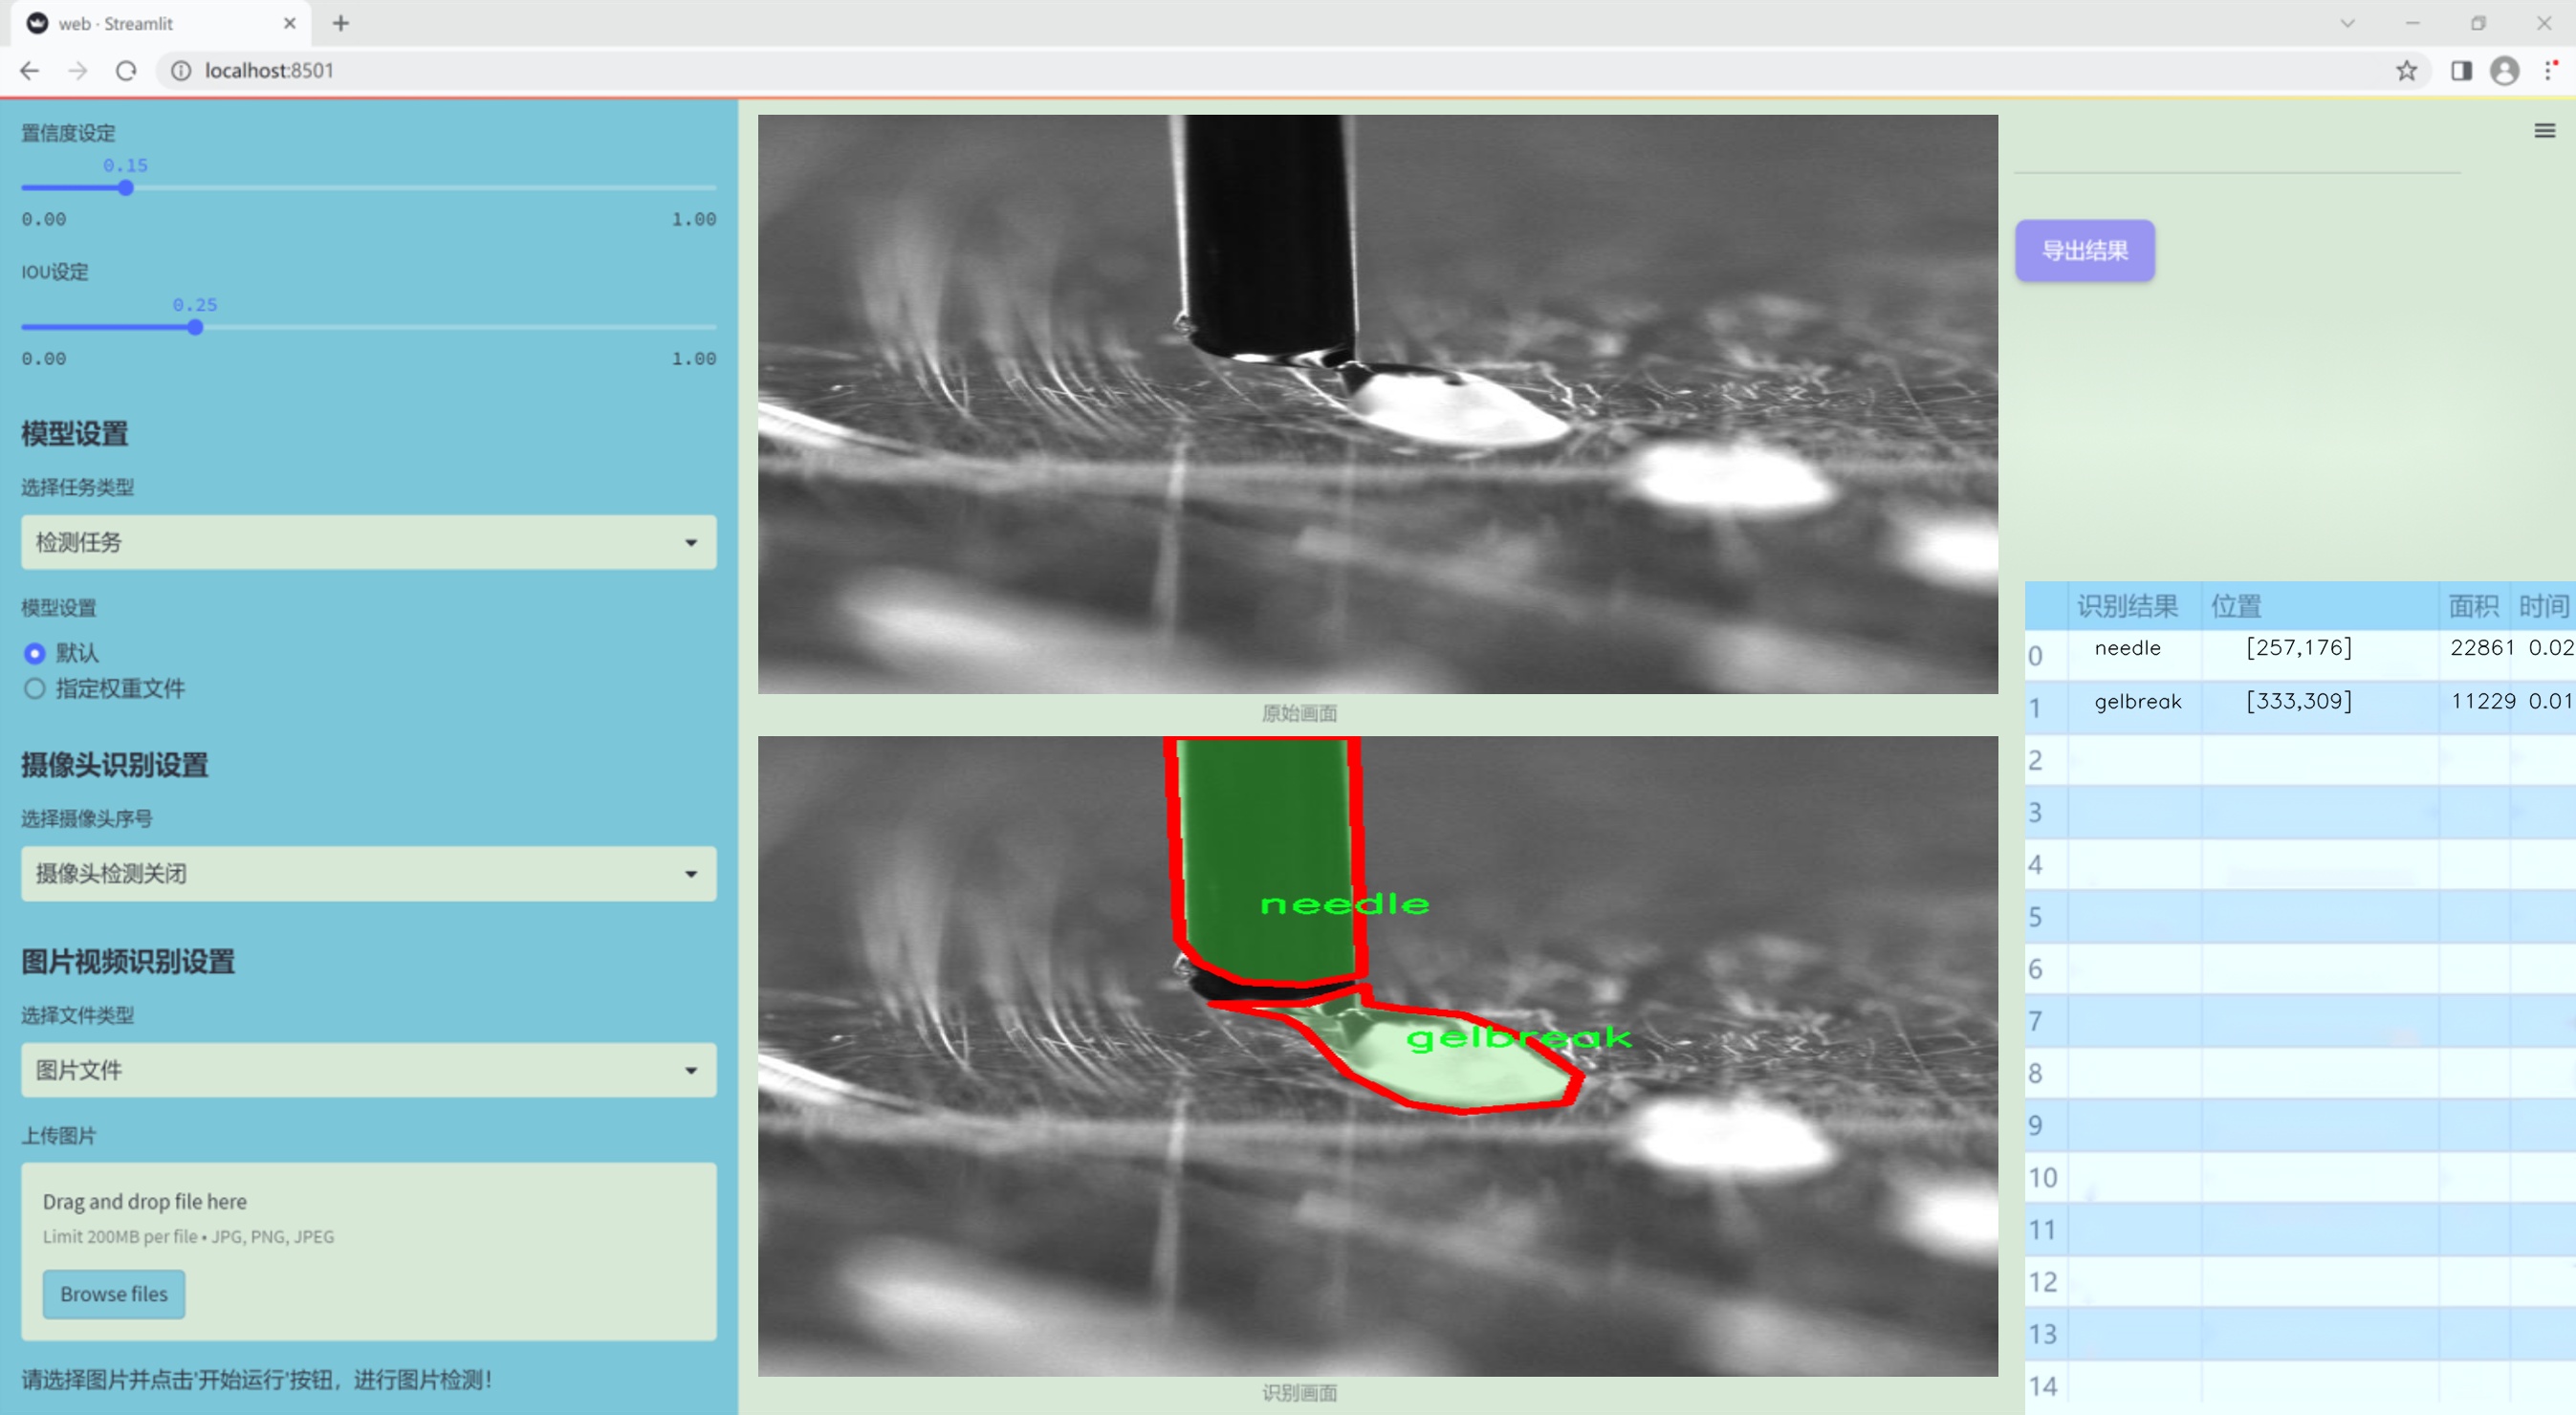 web · Streamlit
localhost:8501
置信度设定
0.15
0.00 1.00
IOU设定
0.25
0.00 1.00
模型设置
选择任务类型
检测任务
模型设置
默认
指定权重文件
摄像头识别设置
选择摄像头序号
摄像头检测关闭
图片视频识别设置
选择文件类型
图片文件
上传图片
Drag and drop file here
Limit 200MB per file • JPG, PNG, JPEG
Browse files
请选择图片并点击'开始运行'按钮，进行图片检测！
原始画面
needle
gelbreak
识别画面
导出结果
识别结果 位置 面积 时间
0 needle [257,176] 22861 0.02
1 gelbreak [333,309] 11229 0.01
2
3
4
5
6
7
8
9
10
11
12
13
14